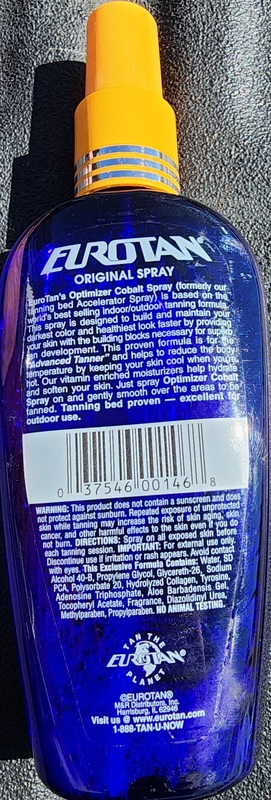 EUROTAN®
ORIGINAL SPRAY
EuroTan's Optimizer Cobalt Spray (formerly our
tanning bed Accelerator Spray) is based on the
world's best selling indoor/outdoor tanning formula.
This spray is designed to build and maintain your
darkest color and healthiest look faster by providing
your skin with the building blocks necessary for superb
tan development. This proven formula is for the
"Advanced Tanner" and helps to reduce the body
temperature by keeping your skin cool when you're
hot. Our vitamin enriched moisturizers help hydrate
and soften your skin. Just spray Optimizer Cobalt
Spray on and gently smooth over the areas to be
tanned. Tanning bed proven — excellent for
outdoor use.
0 37546 00146 8
WARNING: This product does not contain a sunscreen and does
not protect against sunburn. Repeated exposure of unprotected
skin while tanning may increase the risk of skin aging, skin
cancer, and other harmful effects to the skin even if you do
not burn. DIRECTIONS: Spray on all exposed skin before
each tanning session. IMPORTANT: For external use only.
Discontinue use if irritation or rash appears. Avoid contact
with eyes. This Exclusive Formula Contains: Water, SD
Alcohol 40-B, Propylene Glycol, Glycereth-26, Sodium
PCA, Polysorbate 20, Hydrolyzed Collagen, Tyrosine,
Adenosine Triphosphate, Aloe Barbadensis Gel,
Tocopheryl Acetate, Fragrance, Diazolidinyl Urea,
Methylparaben, Propylparaben. NO ANIMAL TESTING.
TAN THE
EUROTAN®
PLANET
©EUROTAN®
M&R Distributors, Inc.
Harrisburg, IL 62946
Visit us @ www.eurotan.com
1-888-TAN-U-NOW